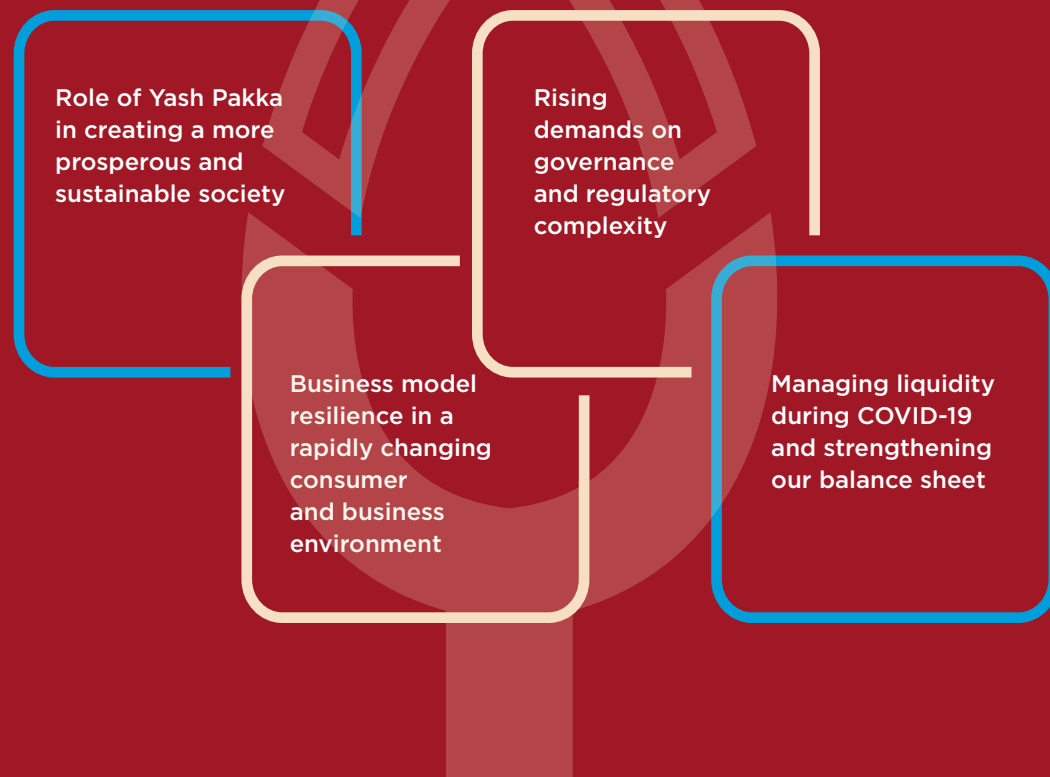 Role of Yash Pakka
in creating a more
prosperous and
sustainable society
Business model
resilience in a
rapidly changing
consumer
and business
environment
Rising
demands on
governance
and regulatory
complexity
Managing liquidity
during COVID-19
and strengthening
our balance sheet